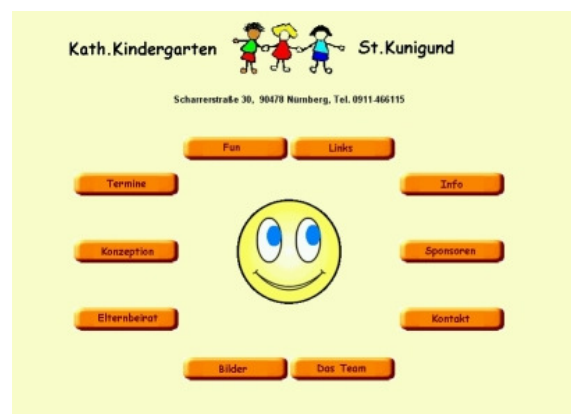 Kath.Kindergarten St.Kunigund
Scharrerstraße 30, 90478 Nürnberg, Tel. 0911-466115
Fun Links
Termine Info
Konzeption Sponsoren
Elternbeirat Kontakt
Bilder Das Team